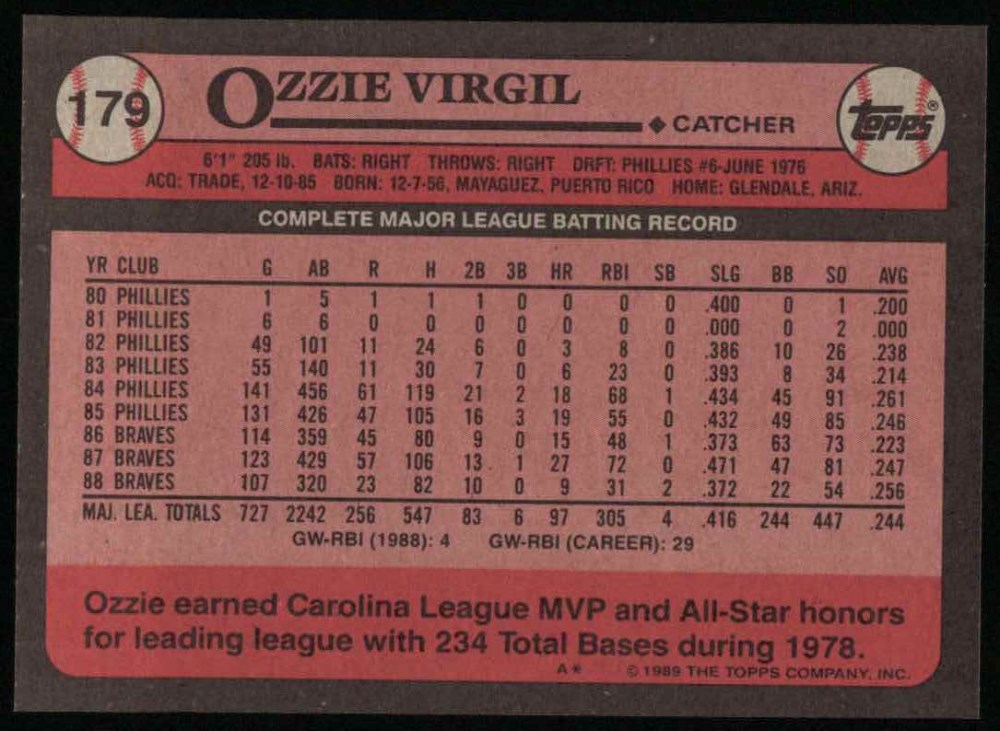 179
OZZIE VIRGIL
◆ CATCHER
Topps®
6'1" 205 lb. BATS: RIGHT THROWS: RIGHT DRFT: PHILLIES #6-JUNE 1976
ACQ: TRADE, 12-10-85 BORN: 12-7-56, MAYAGUEZ, PUERTO RICO HOME: GLENDALE, ARIZ.
COMPLETE MAJOR LEAGUE BATTING RECORD
YR CLUB G AB R H 2B 3B HR RBI SB SLG BB SO AVG
80 PHILLIES 1 5 1 1 1 0 0 0 0 .400 0 1 .200
81 PHILLIES 6 6 0 0 0 0 0 0 0 .000 0 2 .000
82 PHILLIES 49 101 11 24 6 0 3 8 0 .386 10 26 .238
83 PHILLIES 55 140 11 30 7 0 6 23 0 .393 8 34 .214
84 PHILLIES 141 456 61 119 21 2 18 68 1 .434 45 91 .261
85 PHILLIES 131 426 47 105 16 3 19 55 0 .432 49 85 .246
86 BRAVES 114 359 45 80 9 0 15 48 1 .373 63 73 .223
87 BRAVES 123 429 57 106 13 1 27 72 0 .471 47 81 .247
88 BRAVES 107 320 23 82 10 0 9 31 2 .372 22 54 .256
MAJ. LEA. TOTALS 727 2242 256 547 83 6 97 305 4 .416 244 447 .244
GW-RBI (1988): 4 GW-RBI (CAREER): 29
Ozzie earned Carolina League MVP and All-Star honors
for leading league with 234 Total Bases during 1978.
A* © 1989 THE TOPPS COMPANY, INC.